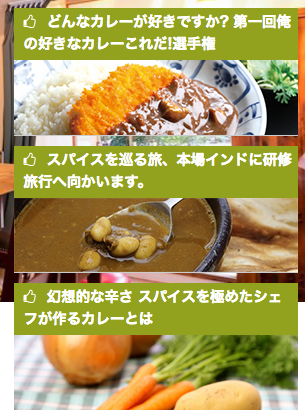 どんなカレーが好きですか? 第一回俺
の好きなカレーこれだ!選手権
スパイスを巡る旅、本場インドに研修
旅行へ向かいます。
幻想的な辛さ スパイスを極めたシェ
フが作るカレーとは